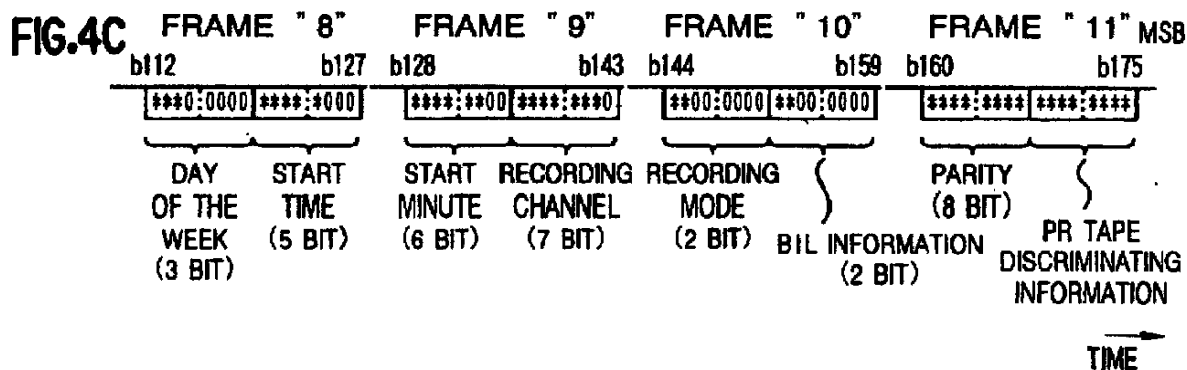 FIG.4C FRAME "8" FRAME "9" FRAME "10" FRAME "11" MSB
b112 b127 b128 b143 b144 b159 b160 b175
***0:0000 ****:*000 ****:**00 ****:***0 **00:0000 **00:0000 ****:**** ****:****
DAY OF THE WEEK (3 BIT)
START TIME (5 BIT)
START MINUTE (6 BIT)
RECORDING CHANNEL (7 BIT)
RECORDING MODE (2 BIT)
BIL INFORMATION (2 BIT)
PARITY (8 BIT)
PR TAPE DISCRIMINATING INFORMATION
TIME